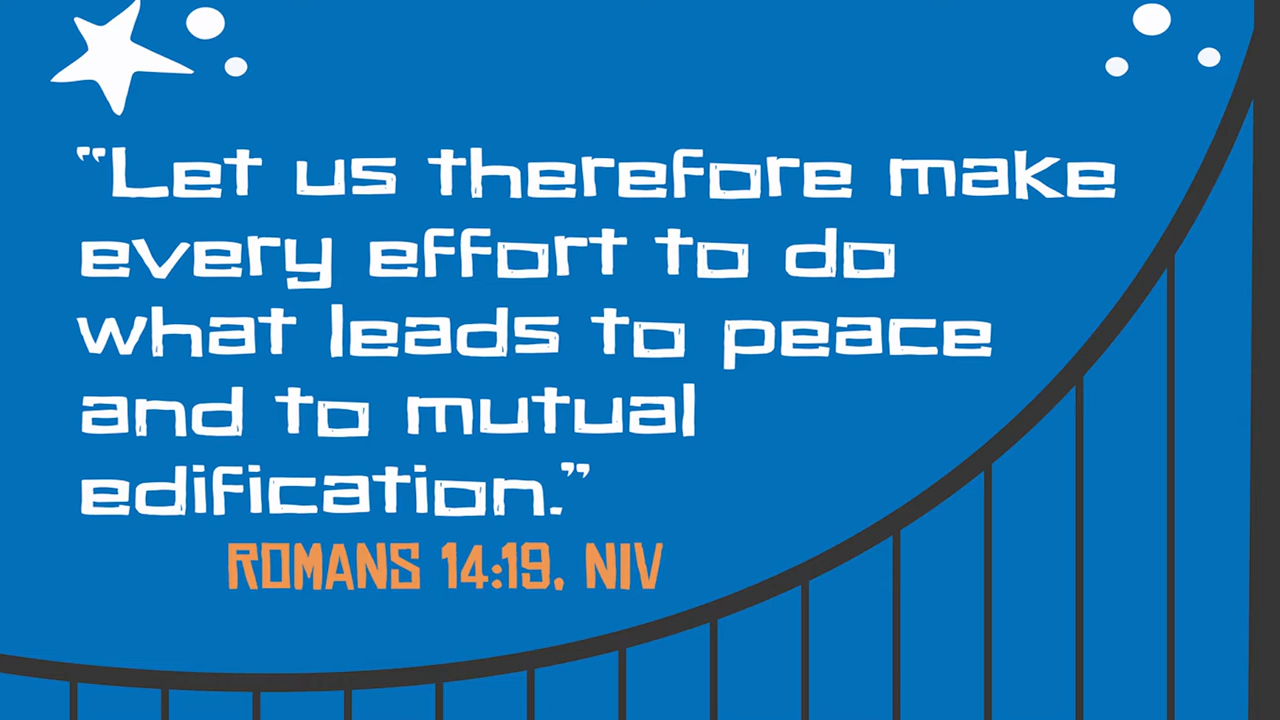 “Let us therefore make
every effort to do
what leads to peace
and to mutual
edification.”
ROMANS 14:19, NIV